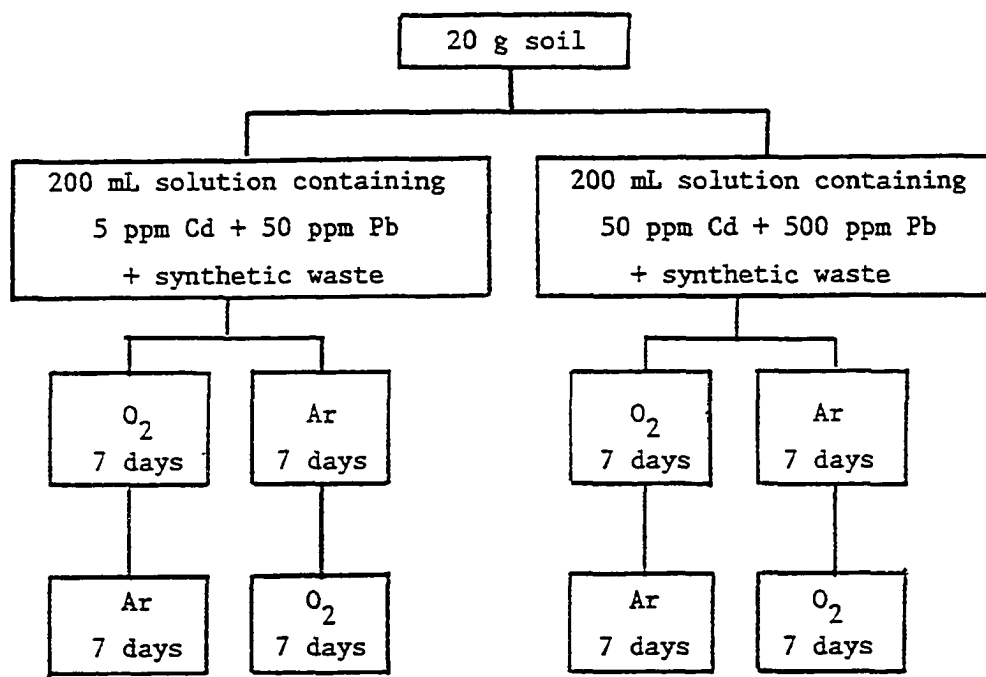 20 g soil
200 mL solution containing
5 ppm Cd + 50 ppm Pb
+ synthetic waste
200 mL solution containing
50 ppm Cd + 500 ppm Pb
+ synthetic waste
O2
7 days
Ar
7 days
O2
7 days
Ar
7 days
Ar
7 days
O2
7 days
Ar
7 days
O2
7 days